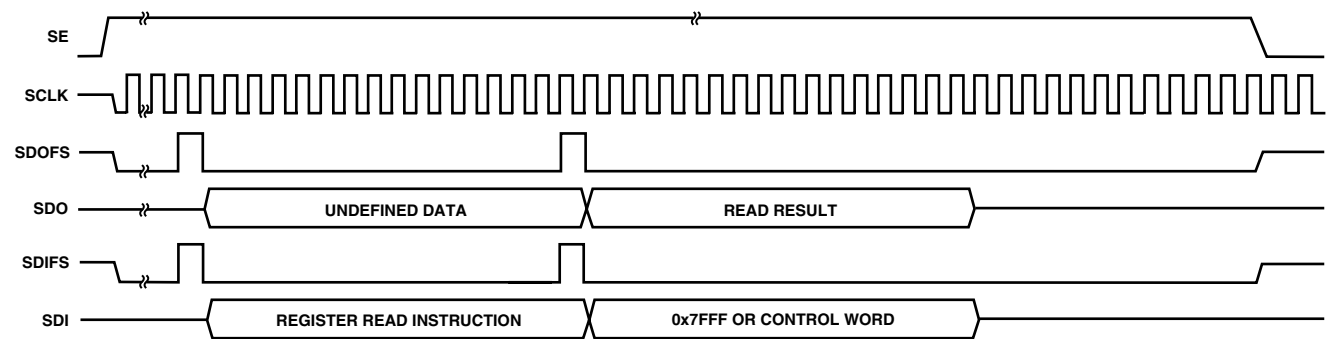 SE
SCLK
SDOFS
SDO UNDEFINED DATA READ RESULT
SDIFS
SDI REGISTER READ INSTRUCTION 0x7FFF OR CONTROL WORD